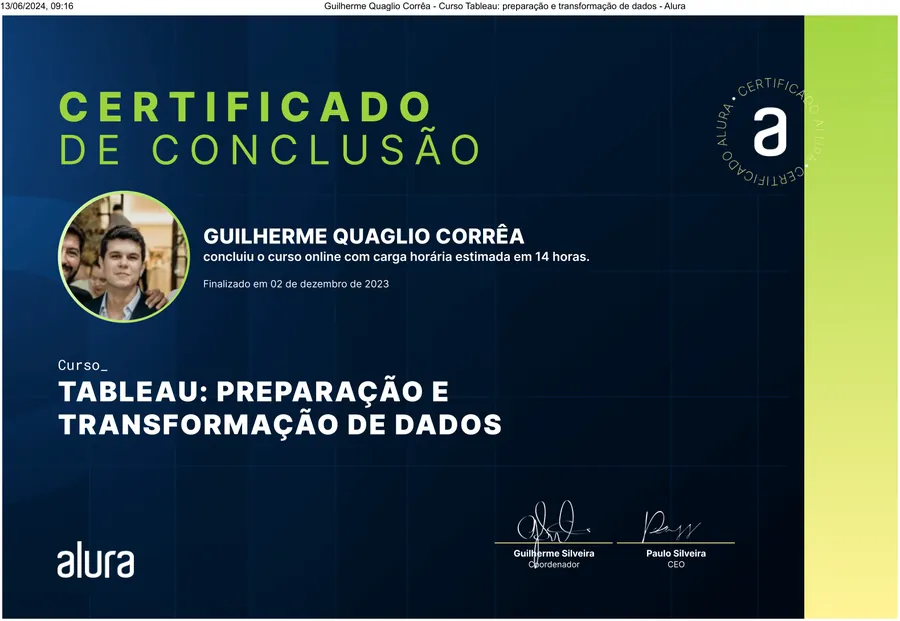 13/06/2024, 09:16
Guilherme Quaglio Corrêa - Curso Tableau: preparação e transformação de dados - Alura
CERTIFICADO
DE CONCLUSÃO
a
CERTIFICADO ALURA • CERTIFICADO ALURA •
GUILHERME QUAGLIO CORRÊA
concluiu o curso online com carga horária estimada em 14 horas.
Finalizado em 02 de dezembro de 2023
Curso_
TABLEAU: PREPARAÇÃO E
TRANSFORMAÇÃO DE DADOS
alura
Guilherme Silveira
Coordenador
Paulo Silveira
CEO